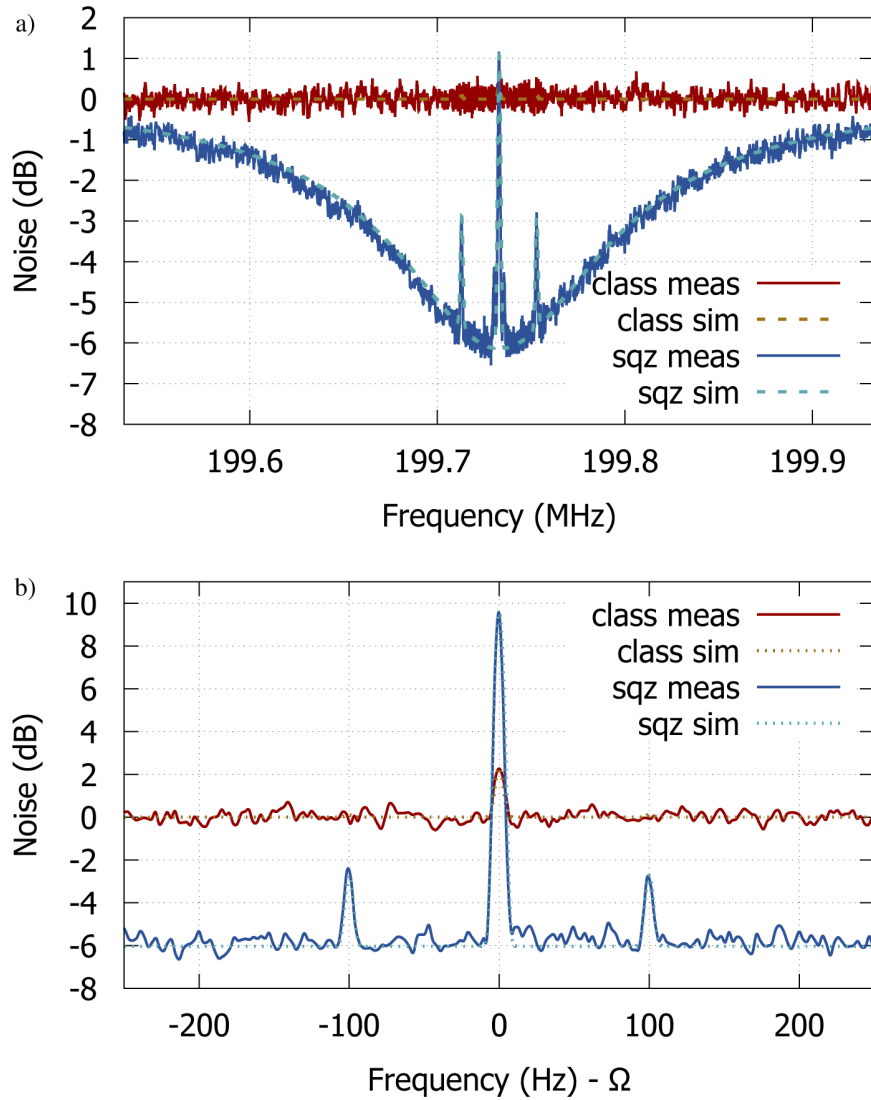 a)
2
1
0
-1
-2
-3
-4
-5
-6
-7
-8
Noise (dB)
class meas
class sim
sqz meas
sqz sim
199.6 199.7 199.8 199.9
Frequency (MHz)
b)
10
8
6
4
2
0
-2
-4
-6
-8
Noise (dB)
class meas
class sim
sqz meas
sqz sim
-200 -100 0 100 200
Frequency (Hz) - Ω